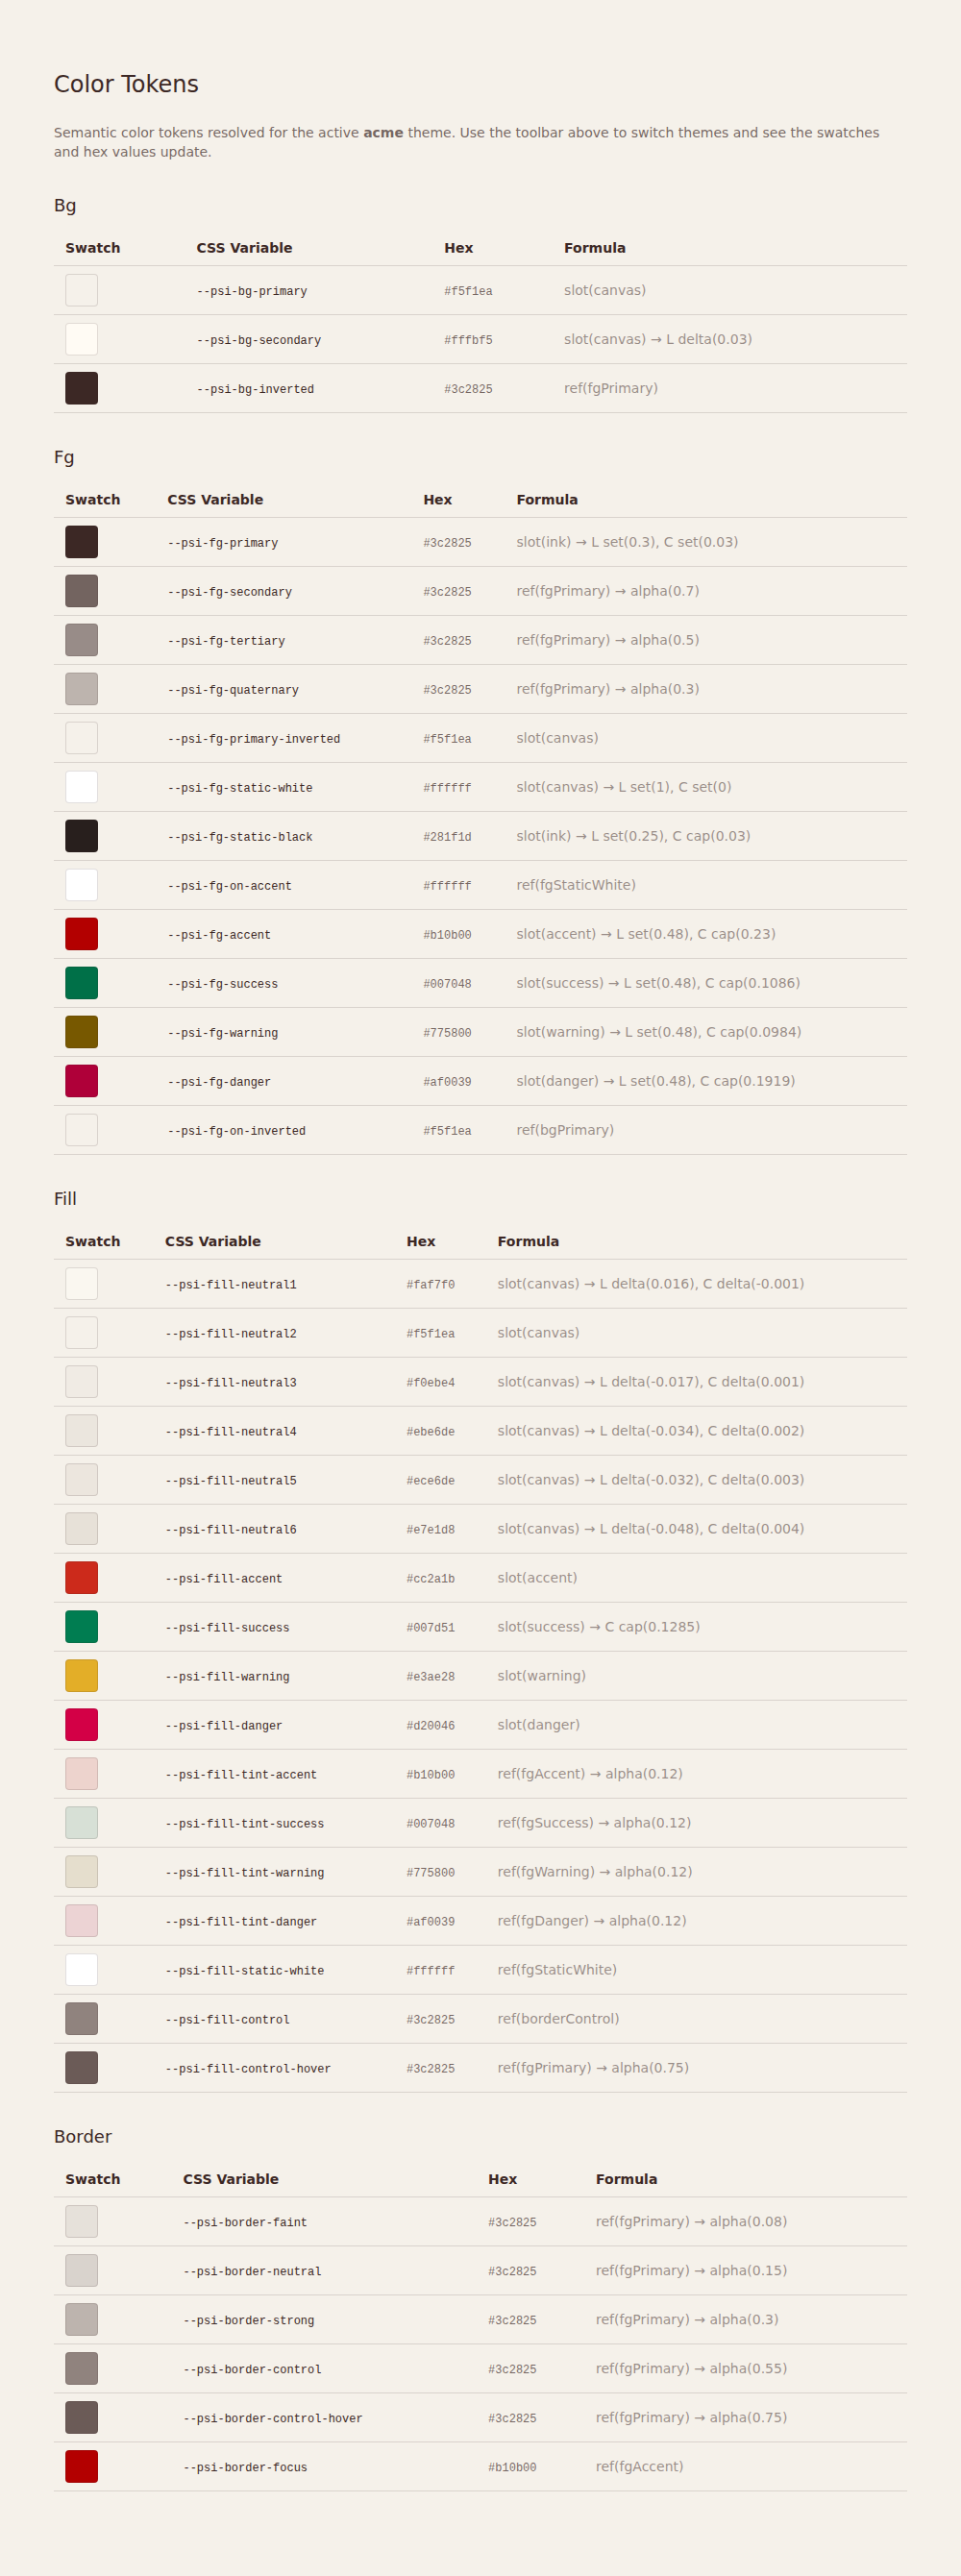 Color Tokens
Semantic color tokens resolved for the active acme theme. Use the toolbar above to switch themes and see the swatches
and hex values update.
Bg
Swatch CSS Variable Hex Formula
--psi-bg-primary #f5f1ea slot(canvas)
--psi-bg-secondary #fffbf5 slot(canvas) → L delta(0.03)
--psi-bg-inverted #3c2825 ref(fgPrimary)
Fg
Swatch CSS Variable Hex Formula
--psi-fg-primary #3c2825 slot(ink) → L set(0.3), C set(0.03)
--psi-fg-secondary #3c2825 ref(fgPrimary) → alpha(0.7)
--psi-fg-tertiary #3c2825 ref(fgPrimary) → alpha(0.5)
--psi-fg-quaternary #3c2825 ref(fgPrimary) → alpha(0.3)
--psi-fg-primary-inverted #f5f1ea slot(canvas)
--psi-fg-static-white #ffffff slot(canvas) → L set(1), C set(0)
--psi-fg-static-black #281f1d slot(ink) → L set(0.25), C cap(0.03)
--psi-fg-on-accent #ffffff ref(fgStaticWhite)
--psi-fg-accent #b10b00 slot(accent) → L set(0.48), C cap(0.23)
--psi-fg-success #007048 slot(success) → L set(0.48), C cap(0.1086)
--psi-fg-warning #775800 slot(warning) → L set(0.48), C cap(0.0984)
--psi-fg-danger #af0039 slot(danger) → L set(0.48), C cap(0.1919)
--psi-fg-on-inverted #f5f1ea ref(bgPrimary)
Fill
Swatch CSS Variable Hex Formula
--psi-fill-neutral1 #faf7f0 slot(canvas) → L delta(0.016), C delta(-0.001)
--psi-fill-neutral2 #f5f1ea slot(canvas)
--psi-fill-neutral3 #f0ebe4 slot(canvas) → L delta(-0.017), C delta(0.001)
--psi-fill-neutral4 #ebe6de slot(canvas) → L delta(-0.034), C delta(0.002)
--psi-fill-neutral5 #ece6de slot(canvas) → L delta(-0.032), C delta(0.003)
--psi-fill-neutral6 #e7e1d8 slot(canvas) → L delta(-0.048), C delta(0.004)
--psi-fill-accent #cc2a1b slot(accent)
--psi-fill-success #007d51 slot(success) → C cap(0.1285)
--psi-fill-warning #e3ae28 slot(warning)
--psi-fill-danger #d20046 slot(danger)
--psi-fill-tint-accent #b10b00 ref(fgAccent) → alpha(0.12)
--psi-fill-tint-success #007048 ref(fgSuccess) → alpha(0.12)
--psi-fill-tint-warning #775800 ref(fgWarning) → alpha(0.12)
--psi-fill-tint-danger #af0039 ref(fgDanger) → alpha(0.12)
--psi-fill-static-white #ffffff ref(fgStaticWhite)
--psi-fill-control #3c2825 ref(borderControl)
--psi-fill-control-hover #3c2825 ref(fgPrimary) → alpha(0.75)
Border
Swatch CSS Variable Hex Formula
--psi-border-faint #3c2825 ref(fgPrimary) → alpha(0.08)
--psi-border-neutral #3c2825 ref(fgPrimary) → alpha(0.15)
--psi-border-strong #3c2825 ref(fgPrimary) → alpha(0.3)
--psi-border-control #3c2825 ref(fgPrimary) → alpha(0.55)
--psi-border-control-hover #3c2825 ref(fgPrimary) → alpha(0.75)
--psi-border-focus #b10b00 ref(fgAccent)